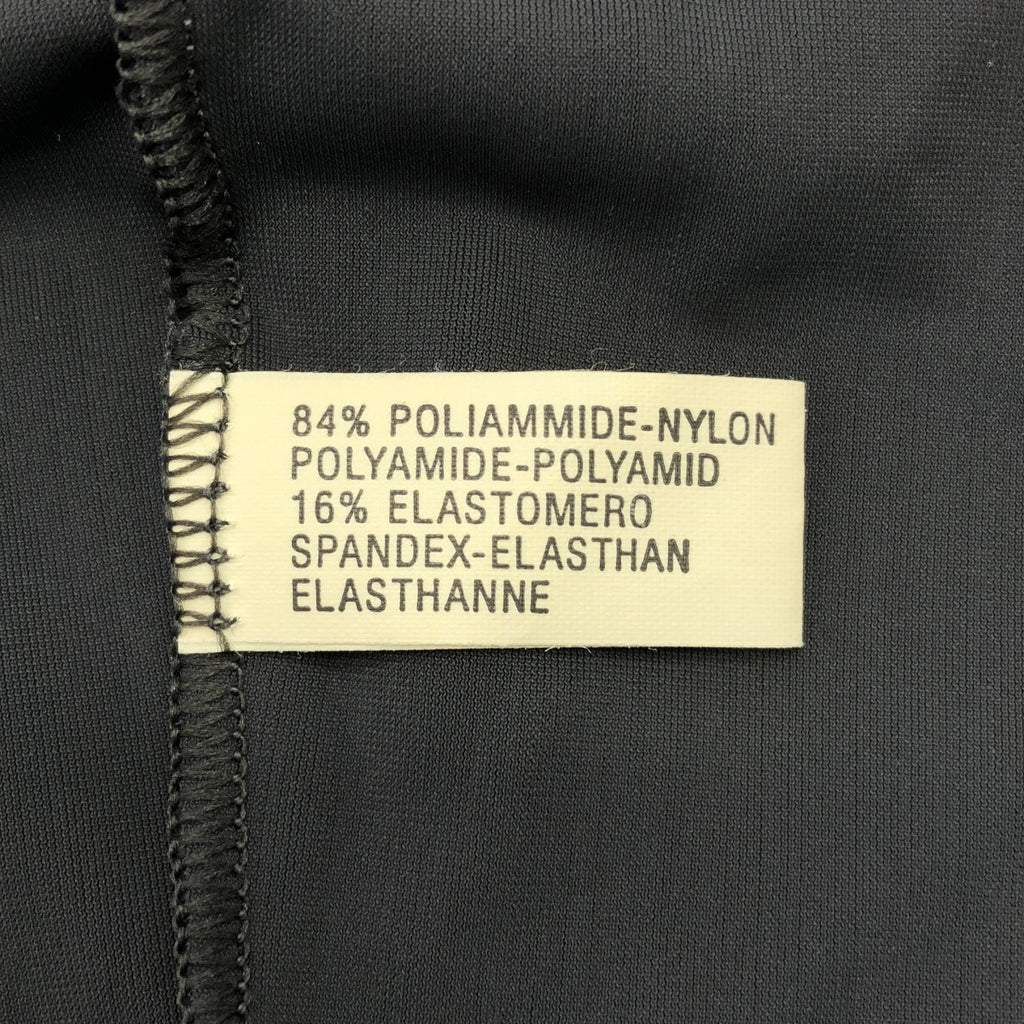 84% POLIAMMIDE-NYLON
POLYAMIDE-POLYAMID
16% ELASTOMERO
SPANDEX-ELASTHAN
ELASTHANNE